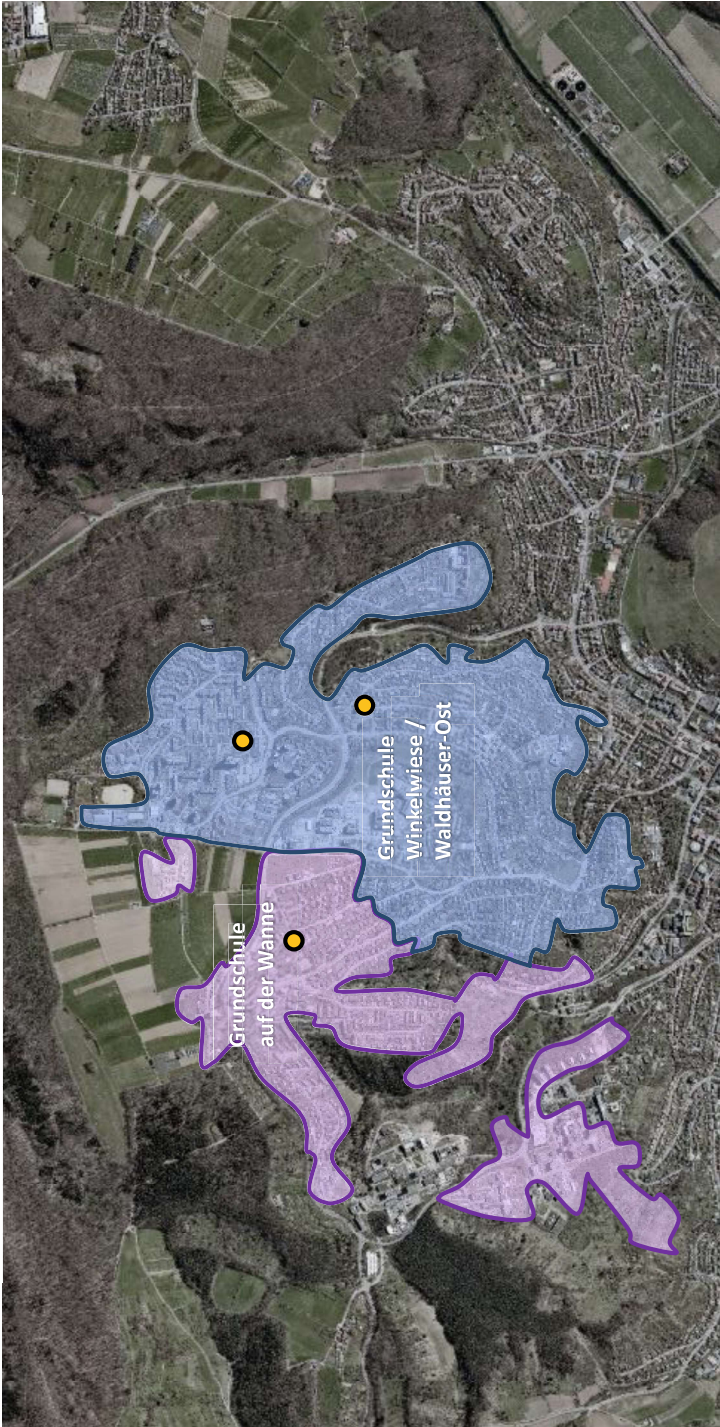 Grundschule
auf der Wanne
Grundschule
Winkelwiese /
Waldhäuser-Ost